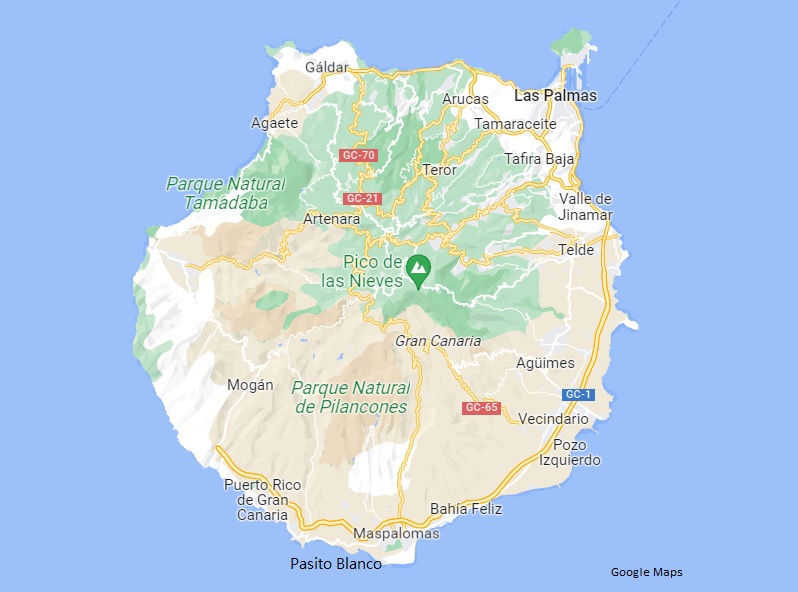 Gáldar
Arucas
Las Palmas
Agaete
Tamaraceite
GC-70
Teror
Tafira Baja
Parque Natural
Tamadaba
GC-21
Artenara
Valle de
Jinamar
Telde
Pico de
las Nieves
Gran Canaria
Agüimes
Mogán
Parque Natural
de Pilancones
GC-1
GC-65
Vecindario
Pozo
Izquierdo
Puerto Rico
de Gran
Canaria
Bahía Feliz
Maspalomas
Pasito Blanco
Google Maps